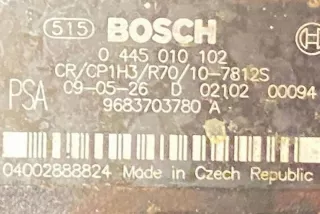 515 BOSCH
0 445 010 102
CR/CP1H3/R70/10-7812S
PSA 09-05-26 D 02102 00094
9683703780 A
04002888824 Made in Czech Republic